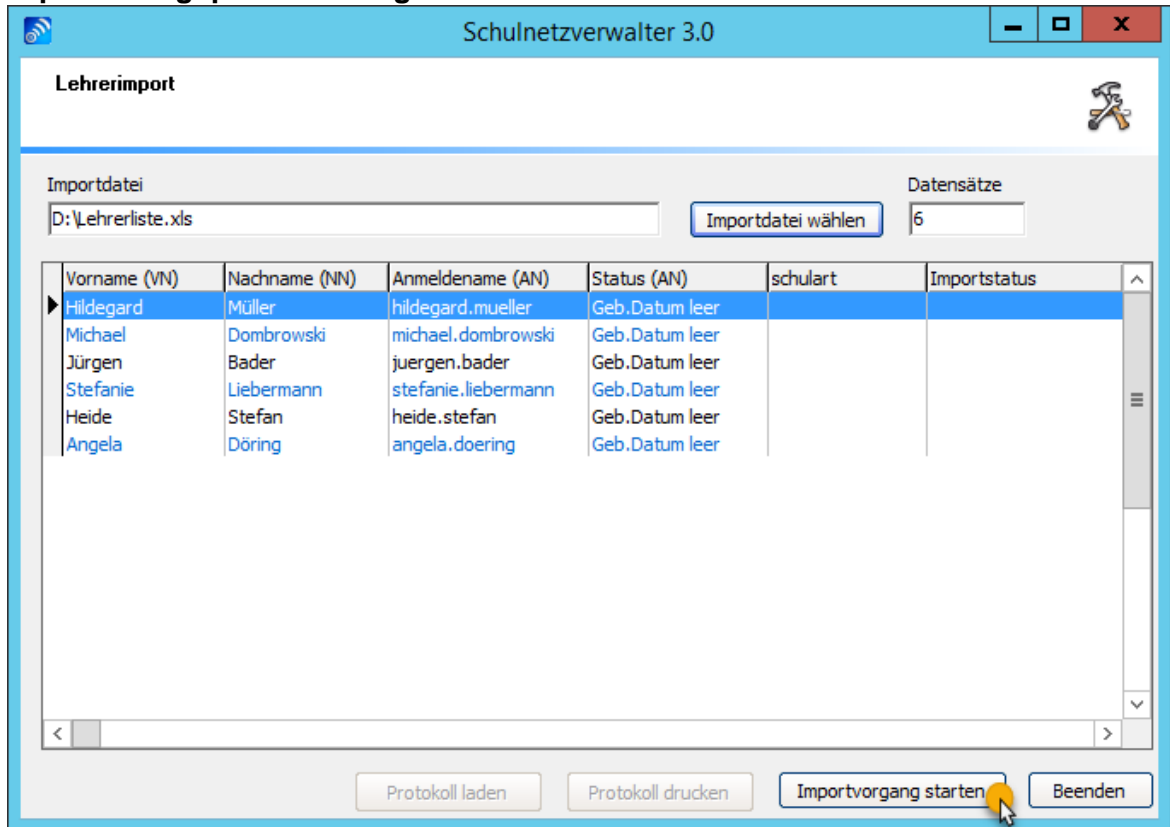 Schulnetzverwalter 3.0
Lehrerimport
Importdatei Datensätze
D:\Lehrerliste.xls Importdatei wählen 6
Vorname (VN) Nachname (NN) Anmeldename (AN) Status (AN) schulart Importstatus
Hildegard Müller hildegard.mueller Geb.Datum leer
Michael Dombrowski michael.dombrowski Geb.Datum leer
Jürgen Bader juergen.bader Geb.Datum leer
Stefanie Liebermann stefanie.liebermann Geb.Datum leer
Heide Stefan heide.stefan Geb.Datum leer
Angela Döring angela.doering Geb.Datum leer
Protokoll laden Protokoll drucken Importvorgang starten Beenden